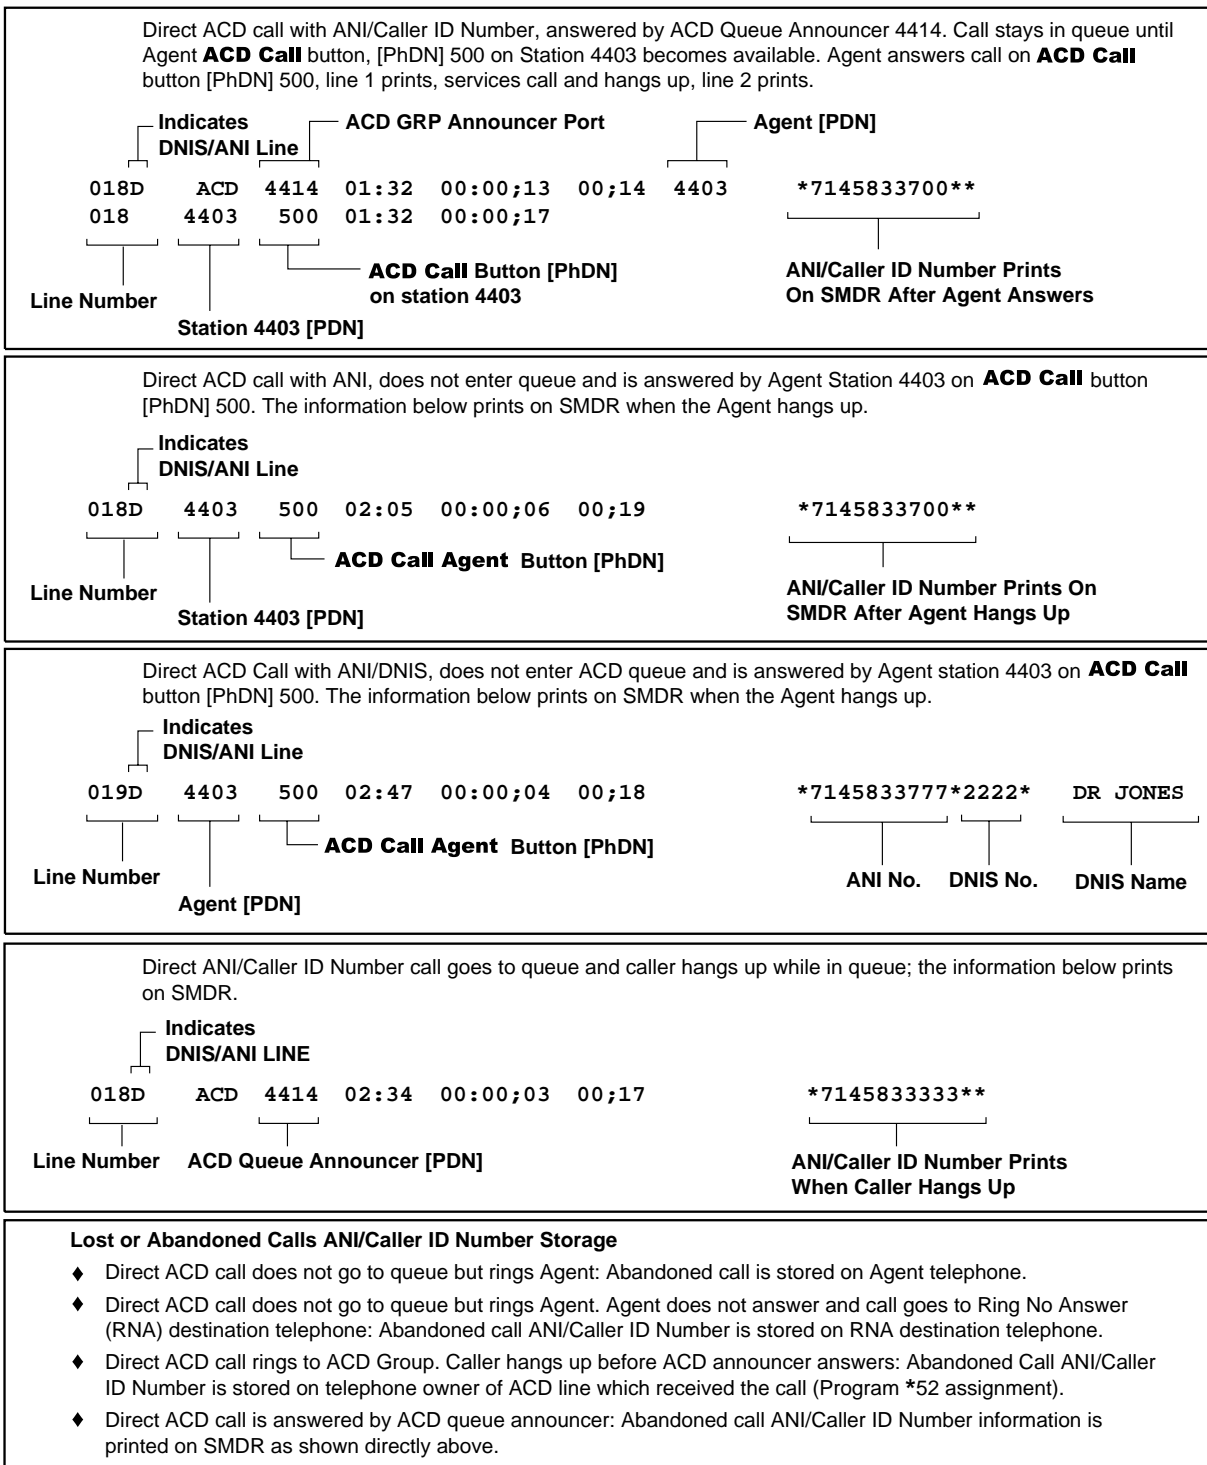 Direct ACD call with ANI/Caller ID Number, answered by ACD Queue Announcer 4414. Call stays in queue until
Agent ACD Call button, [PhDN] 500 on Station 4403 becomes available. Agent answers call on ACD Call
button [PhDN] 500, line 1 prints, services call and hangs up, line 2 prints.
Indicates DNIS/ANI Line
ACD GRP Announcer Port
Agent [PDN]
018D ACD 4414 01:32 00:00;13 00;14 4403 *7145833700**
018 4403 500 01:32 00:00;17
ACD Call Button [PhDN]
on station 4403
ANI/Caller ID Number Prints
On SMDR After Agent Answers
Line Number
Station 4403 [PDN]
Direct ACD call with ANI, does not enter queue and is answered by Agent Station 4403 on ACD Call button
[PhDN] 500. The information below prints on SMDR when the Agent hangs up.
Indicates
DNIS/ANI Line
018D 4403 500 02:05 00:00;06 00;19 *7145833700**
ACD Call Agent Button [PhDN]
Line Number
Station 4403 [PDN]
ANI/Caller ID Number Prints On
SMDR After Agent Hangs Up
Direct ACD Call with ANI/DNIS, does not enter ACD queue and is answered by Agent station 4403 on ACD Call
button [PhDN] 500. The information below prints on SMDR when the Agent hangs up.
Indicates
DNIS/ANI Line
019D 4403 500 02:47 00:00;04 00;18 *7145833777*2222* DR JONES
ACD Call Agent Button [PhDN]
Line Number
Agent [PDN]
ANI No. DNIS No. DNIS Name
Direct ANI/Caller ID Number call goes to queue and caller hangs up while in queue; the information below prints
on SMDR.
Indicates
DNIS/ANI LINE
018D ACD 4414 02:34 00:00;03 00;17 *7145833333**
Line Number ACD Queue Announcer [PDN]
ANI/Caller ID Number Prints
When Caller Hangs Up
Lost or Abandoned Calls ANI/Caller ID Number Storage
♦ Direct ACD call does not go to queue but rings Agent: Abandoned call is stored on Agent telephone.
♦ Direct ACD call does not go to queue but rings Agent. Agent does not answer and call goes to Ring No Answer
(RNA) destination telephone: Abandoned call ANI/Caller ID Number is stored on RNA destination telephone.
♦ Direct ACD call rings to ACD Group. Caller hangs up before ACD announcer answers: Abandoned Call ANI/Caller
ID Number is stored on telephone owner of ACD line which received the call (Program *52 assignment).
♦ Direct ACD call is answered by ACD queue announcer: Abandoned call ANI/Caller ID Number information is
printed on SMDR as shown directly above.